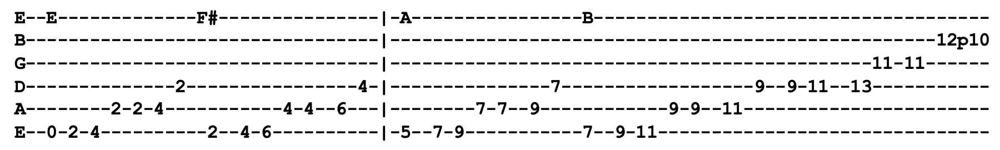 E--E-------------F#---------------|-A----------------B-------------------------------------
B---------------------------------|---------------------------------------------------12p10
G---------------------------------|---------------------------------------------11-11------
D--------------2----------------4-|---------------7------------------9--9-11--13-----------
A--------2-2-4-----------4-4--6---|--------7-7--9------------9-9--11-----------------------
E--0-2-4----------2--4-6----------|-5--7-9-----------7--9-11-------------------------------